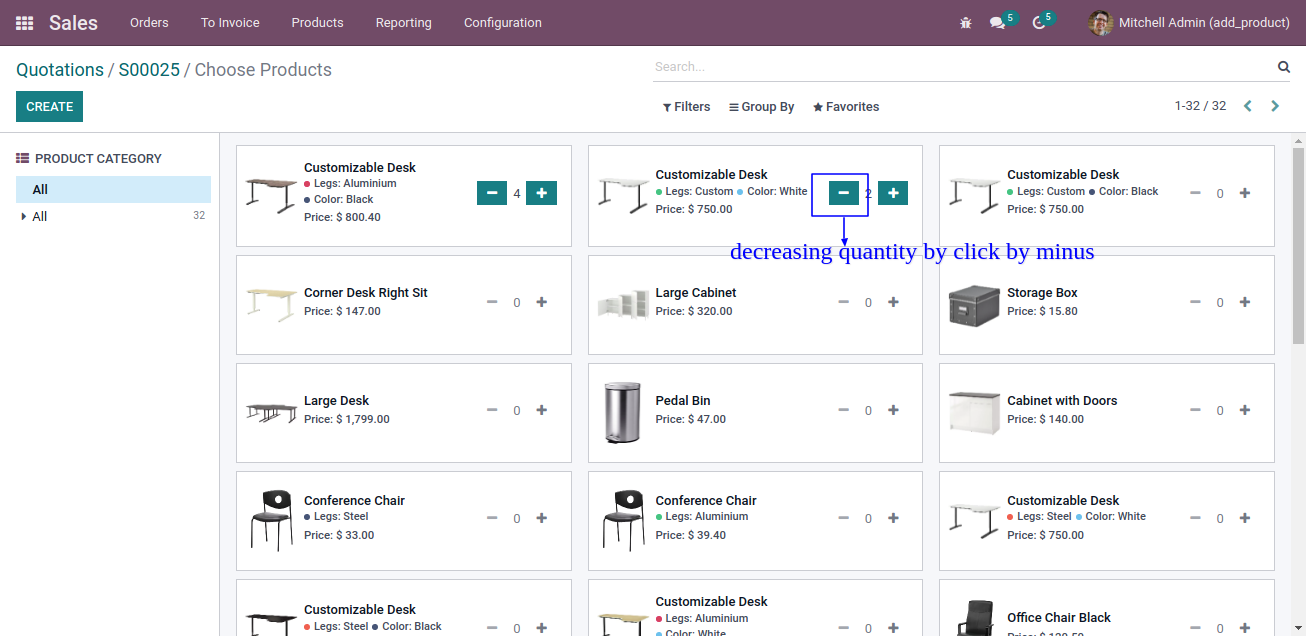 Sales Orders To Invoice Products Reporting Configuration 5 5 Mitchell Admin (add_product)
Quotations / S00025 / Choose Products
Search...
CREATE
Filters Group By Favorites 1-32 / 32
PRODUCT CATEGORY
All
All 32
Customizable Desk
Legs: Aluminium
Color: Black
Price: $ 800.40
4
Customizable Desk
Legs: Custom Color: White
Price: $ 750.00
2
Customizable Desk
Legs: Custom Color: Black
Price: $ 750.00
0
decreasing quantity by click by minus
Corner Desk Right Sit
Price: $ 147.00
0
Large Cabinet
Price: $ 320.00
0
Storage Box
Price: $ 15.80
0
Large Desk
Price: $ 1,799.00
0
Pedal Bin
Price: $ 47.00
0
Cabinet with Doors
Price: $ 140.00
0
Conference Chair
Legs: Steel
Price: $ 33.00
0
Conference Chair
Legs: Aluminium
Price: $ 39.40
0
Customizable Desk
Legs: Steel Color: White
Price: $ 750.00
0
Customizable Desk
Legs: Steel Color: Black
0
Customizable Desk
Legs: Aluminium
Color: White
0
Office Chair Black
0